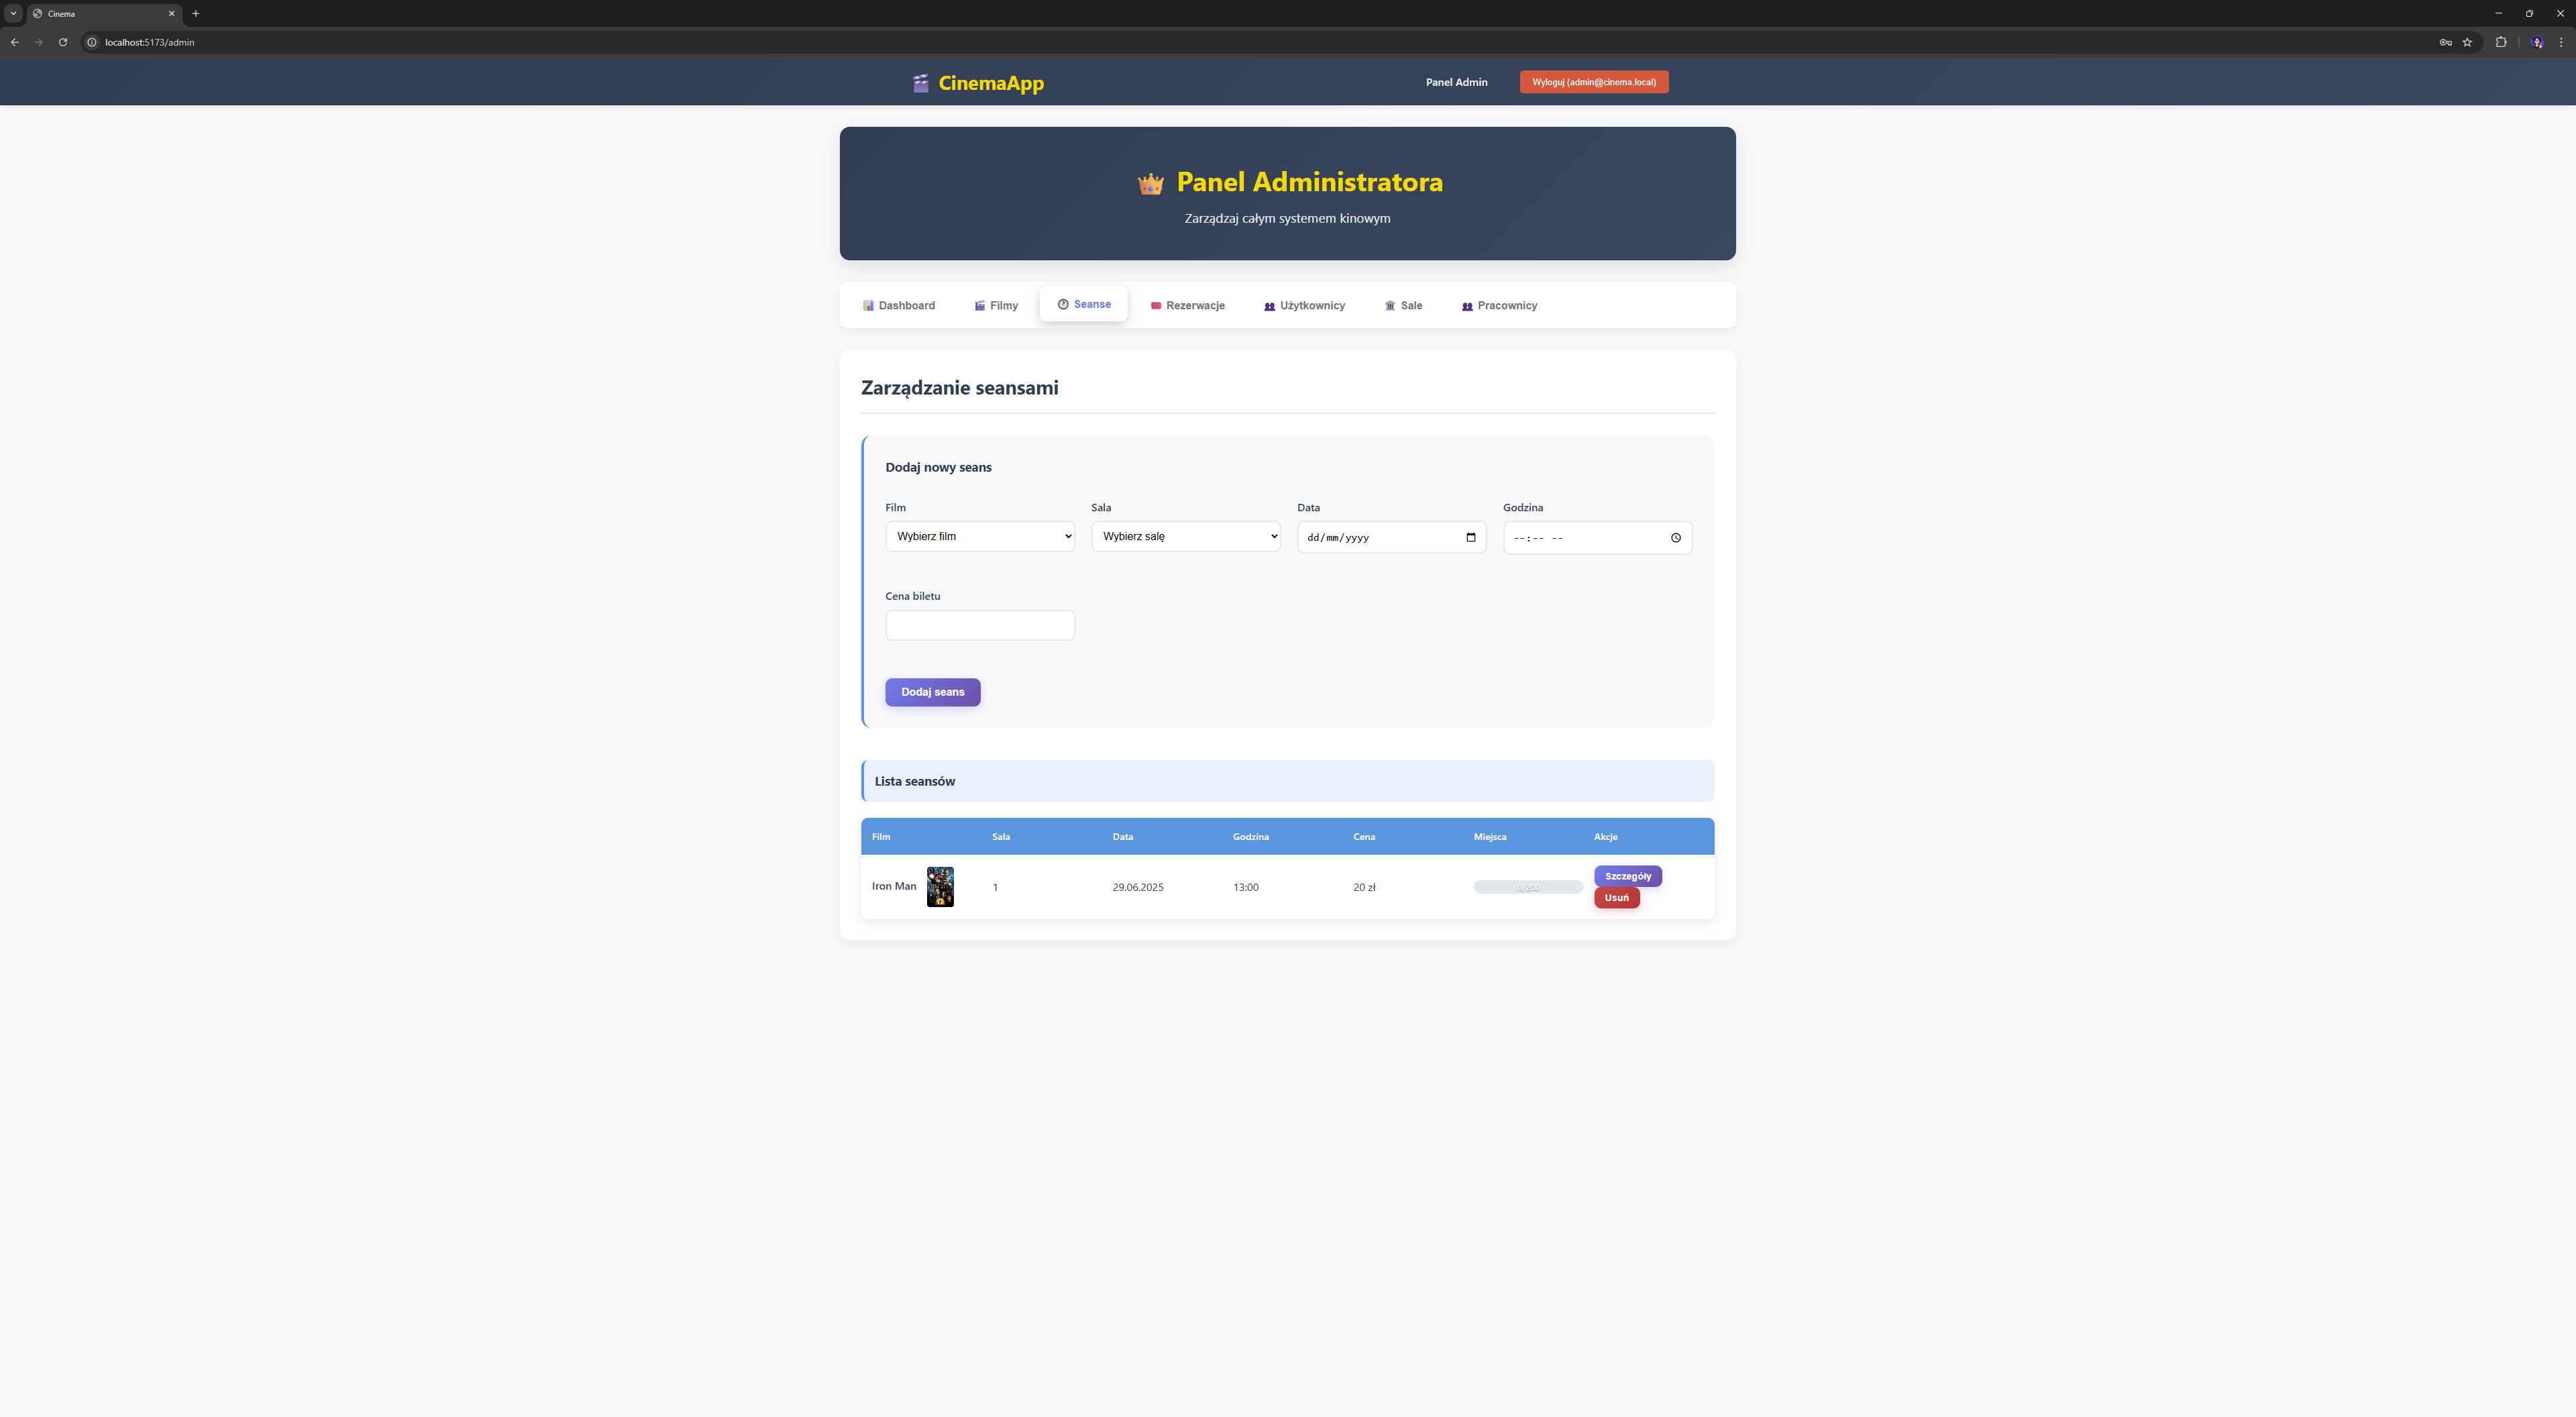 Cinema
localhost:5173/admin
CinemaApp
Panel Admin
Wyloguj (admin@cinema.local)
Panel Administratora
Zarządzaj całym systemem kinowym
Dashboard
Filmy
Seanse
Rezerwacje
Użytkownicy
Sale
Pracownicy
Zarządzanie seansami
Dodaj nowy seans
Film
Sala
Data
Godzina
Wybierz film
Wybierz salę
dd/mm/yyyy
--:-- --
Cena biletu
Dodaj seans
Lista seansów
Film
Sala
Data
Godzina
Cena
Miejsca
Akcje
Iron Man
1
29.06.2025
13:00
20 zł
0/200
Szczegóły
Usuń